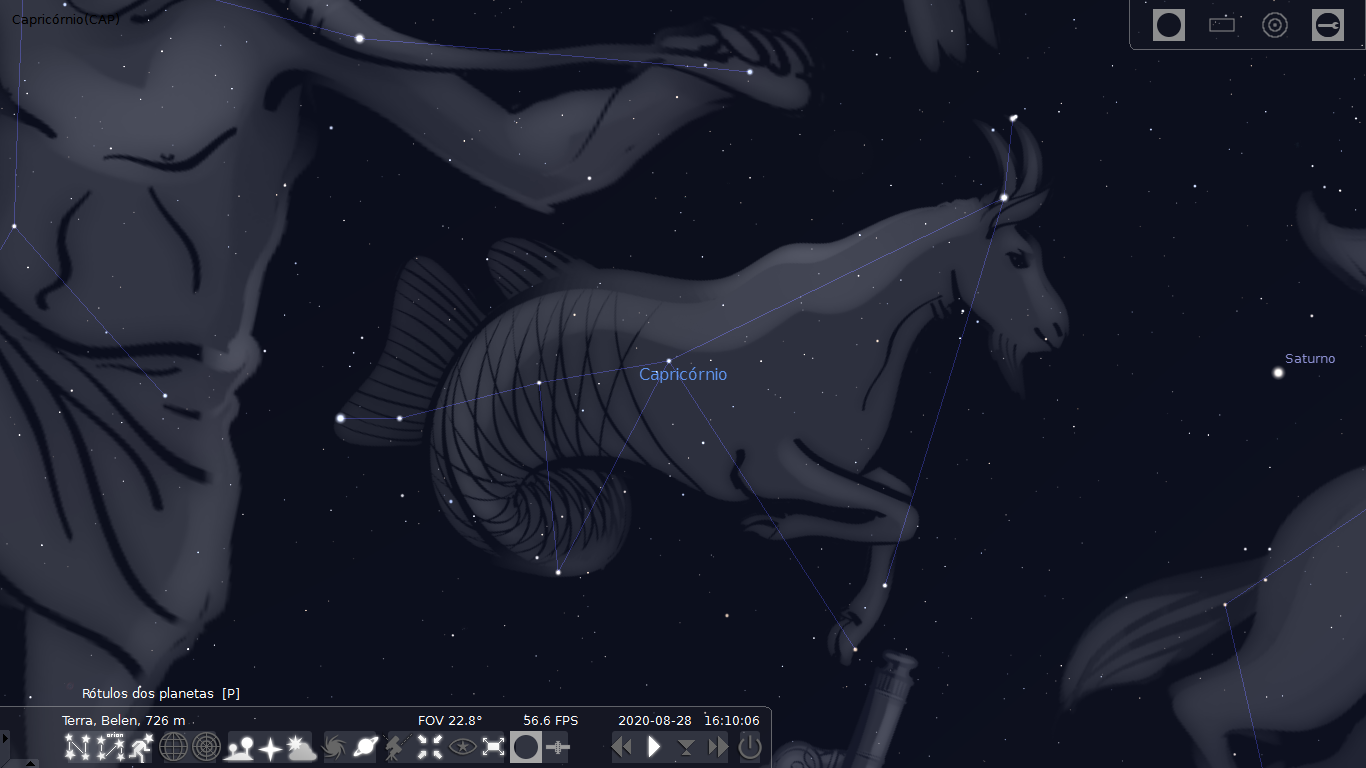 Capricórnio(CAP)
Saturno
Capricórnio
Rótulos dos planetas [P]
Terra, Belen, 726 m FOV 22.8° 56.6 FPS 2020-08-28 16:10:06
orion